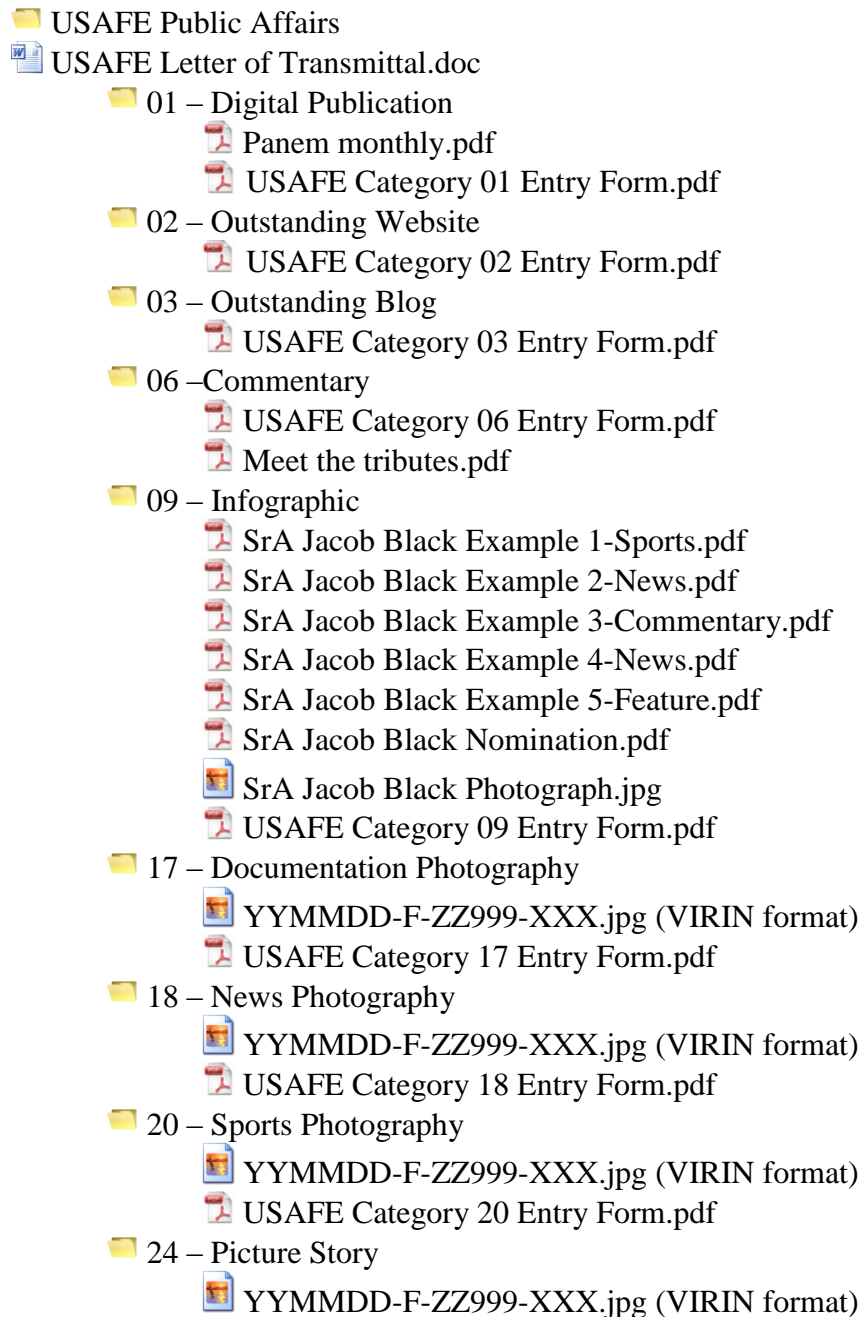 USAFE Public Affairs
USAFE Letter of Transmittal.doc
01 – Digital Publication
Panem monthly.pdf
USAFE Category 01 Entry Form.pdf
02 – Outstanding Website
USAFE Category 02 Entry Form.pdf
03 – Outstanding Blog
USAFE Category 03 Entry Form.pdf
06 –Commentary
USAFE Category 06 Entry Form.pdf
Meet the tributes.pdf
09 – Infographic
SrA Jacob Black Example 1-Sports.pdf
SrA Jacob Black Example 2-News.pdf
SrA Jacob Black Example 3-Commentary.pdf
SrA Jacob Black Example 4-News.pdf
SrA Jacob Black Example 5-Feature.pdf
SrA Jacob Black Nomination.pdf
SrA Jacob Black Photograph.jpg
USAFE Category 09 Entry Form.pdf
17 – Documentation Photography
YYMMDD-F-ZZ999-XXX.jpg (VIRIN format)
USAFE Category 17 Entry Form.pdf
18 – News Photography
YYMMDD-F-ZZ999-XXX.jpg (VIRIN format)
USAFE Category 18 Entry Form.pdf
20 – Sports Photography
YYMMDD-F-ZZ999-XXX.jpg (VIRIN format)
USAFE Category 20 Entry Form.pdf
24 – Picture Story
YYMMDD-F-ZZ999-XXX.jpg (VIRIN format)